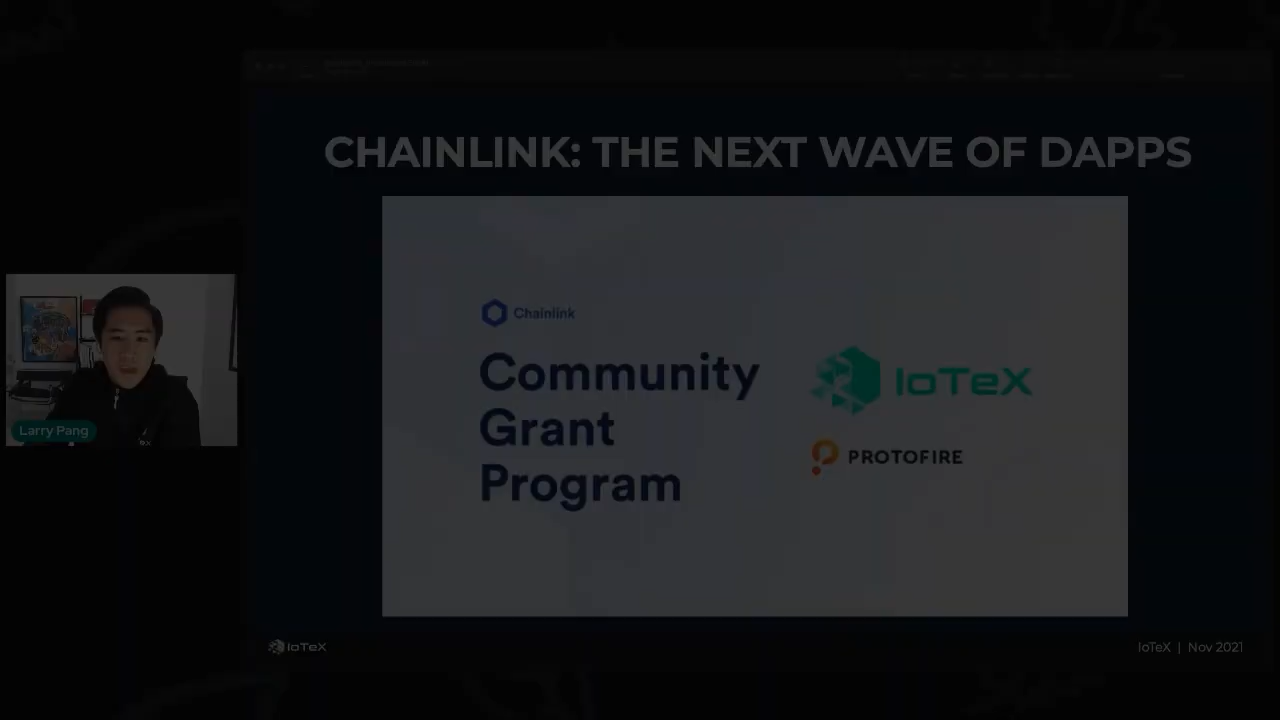 CHAINLINK: THE NEXT WAVE OF DAPPS
Chainlink
Community
Grant
Program
IoTeX
PROTOFIRE
Larry Pang
IoTeX
IoTeX | Nov 2021